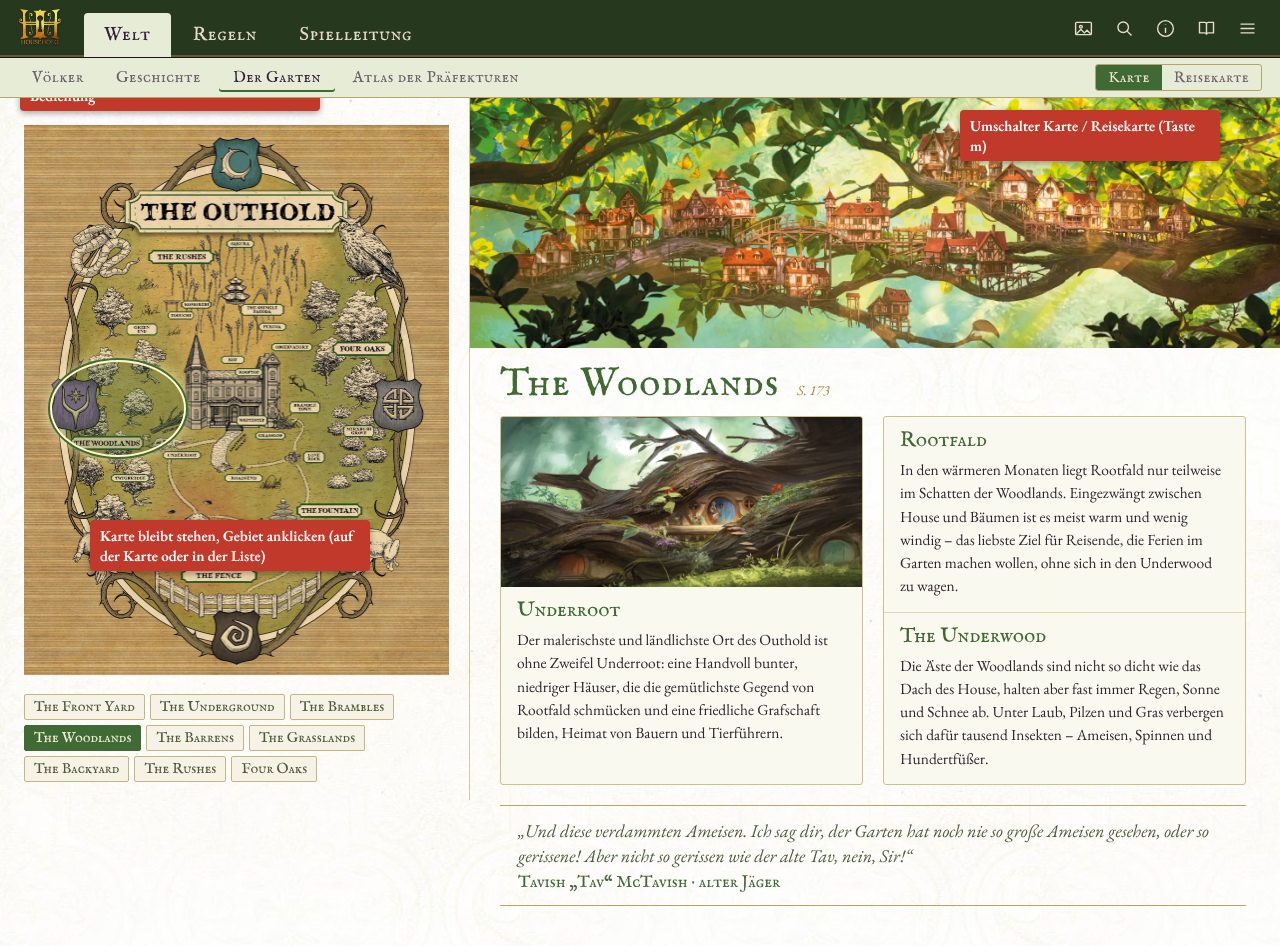 HOUSEHOLD
Welt
Regeln
Spielleitung
Völker
Geschichte
Der Garten
Atlas der Präfekturen
Karte
Reisekarte
Bedienung
Umschalter Karte / Reisekarte (Taste
m)
THE OUTHOLD
THE RUSHES
FOUR OAKS
THE WOODLANDS
UNDERROOT
TWIGBRIDGE
THE FOUNTAIN
Karte bleibt stehen, Gebiet anklicken (auf
der Karte oder in der Liste)
THE FENCE
The Front Yard
The Underground
The Brambles
The Woodlands
The Barrens
The Grasslands
The Backyard
The Rushes
Four Oaks
The Woodlands S. 173
Underroot
Der malerischste und ländlichste Ort des Outhold ist
ohne Zweifel Underroot: eine Handvoll bunter,
niedriger Häuser, die die gemütlichste Gegend von
Rootfald schmücken und eine friedliche Grafschaft
bilden, Heimat von Bauern und Tierführern.
Rootfald
In den wärmeren Monaten liegt Rootfald nur teilweise
im Schatten der Woodlands. Eingezwängt zwischen
House und Bäumen ist es meist warm und wenig
windig – das liebste Ziel für Reisende, die Ferien im
Garten machen wollen, ohne sich in den Underwood
zu wagen.
The Underwood
Die Äste der Woodlands sind nicht so dicht wie das
Dach des House, halten aber fast immer Regen, Sonne
und Schnee ab. Unter Laub, Pilzen und Gras verbergen
sich dafür tausend Insekten – Ameisen, Spinnen und
Hundertfüßer.
„Und diese verdammten Ameisen. Ich sag dir, der Garten hat noch nie so große Ameisen gesehen, oder so
gerissene! Aber nicht so gerissen wie der alte Tav, nein, Sir!“
Tavish „Tav“ McTavish · alter Jäger